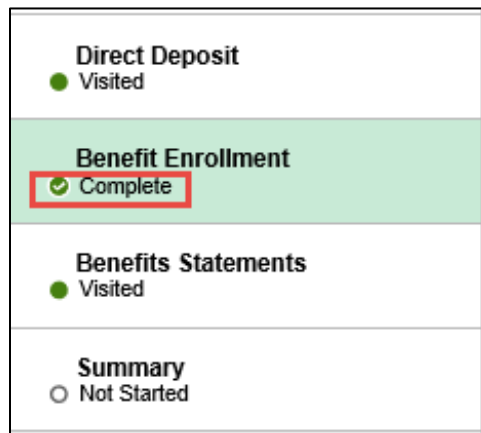 Direct Deposit
Visited
Benefit Enrollment
Complete
Benefits Statements
Visited
Summary
Not Started